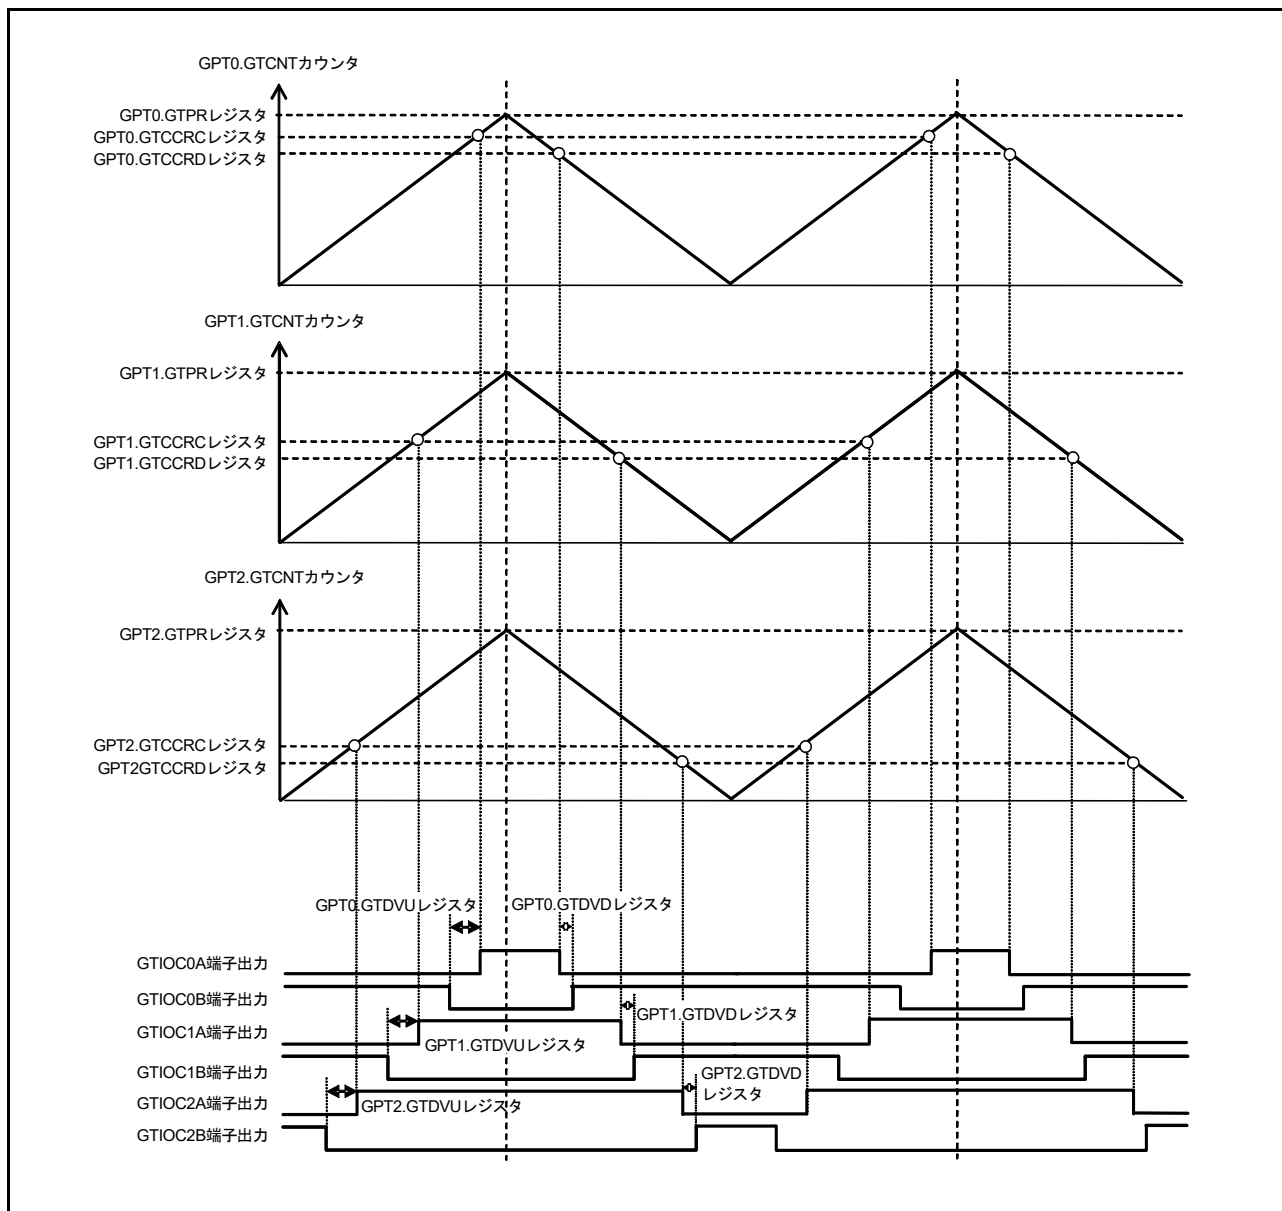 GPT0.GTCNTカウンタ
GPT0.GTPRレジスタ
GPT0.GTCCRCレジスタ
GPT0.GTCCRDレジスタ
GPT1.GTCNTカウンタ
GPT1.GTPRレジスタ
GPT1.GTCCRCレジスタ
GPT1.GTCCRDレジスタ
GPT2.GTCNTカウンタ
GPT2.GTPRレジスタ
GPT2.GTCCRCレジスタ
GPT2GTCCRDレジスタ
GPT0.GTDVUレジスタ
GPT0.GTDVDレジスタ
GTIOC0A端子出力
GTIOC0B端子出力
GPT1.GTDVDレジスタ
GTIOC1A端子出力
GPT1.GTDVUレジスタ
GTIOC1B端子出力
GPT2.GTDVD
レジスタ
GTIOC2A端子出力
GPT2.GTDVUレジスタ
GTIOC2B端子出力